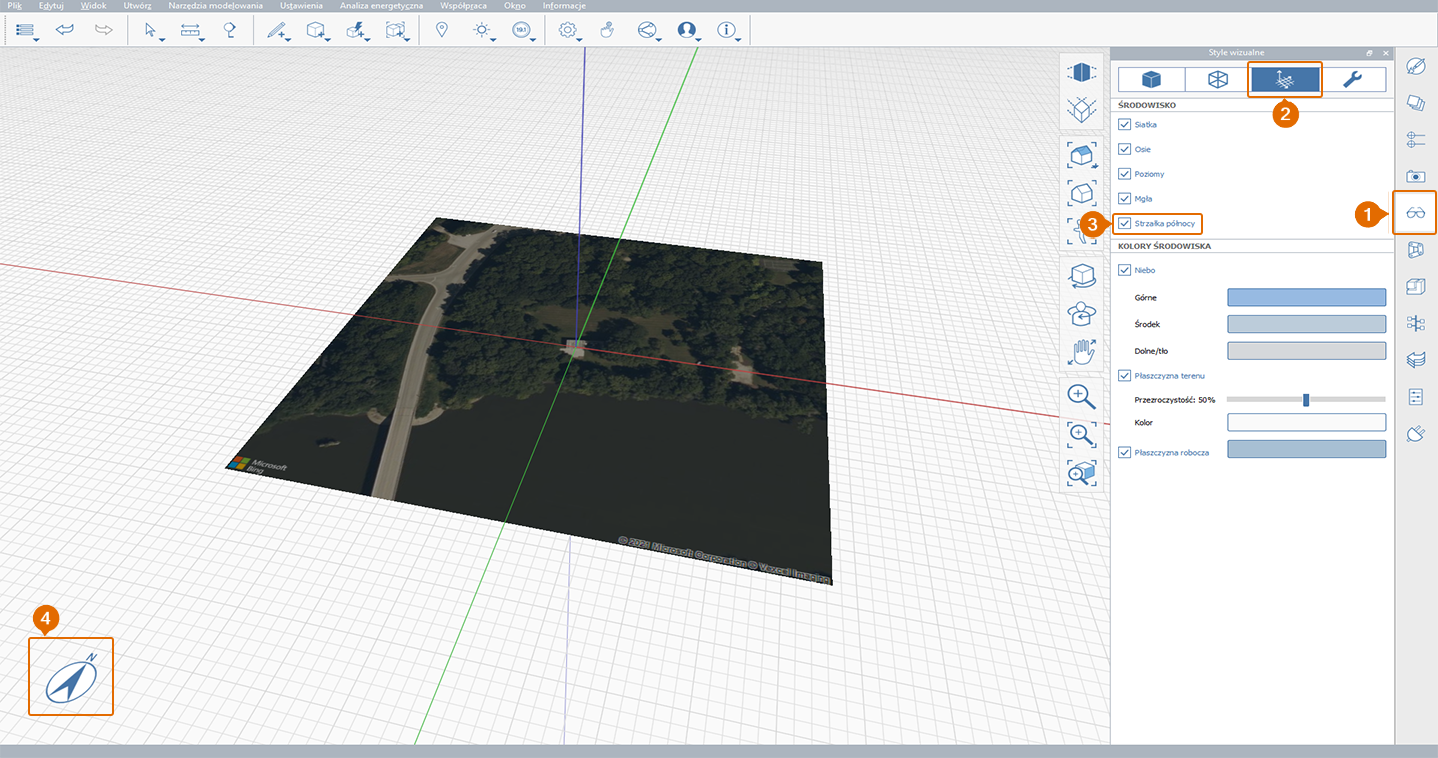 Plik Edytuj Widok Utwórz Narzędzia modelowania Ustawienia Analiza energetyczna Współpraca Okno Informacje
19.1
Style wizualne
2
ŚRODOWISKO
Siatka
Osie
Poziomy
Mgła
1
3
Strzałka północy
KOLORY ŚRODOWISKA
Niebo
Górne
Środek
Dolne/tło
Płaszczyzna terenu
Przezroczystość: 50%
Kolor
Płaszczyzna robocza
Microsoft
Bing
© 2021 Microsoft Corporation © Vexcel Imaging
4
N